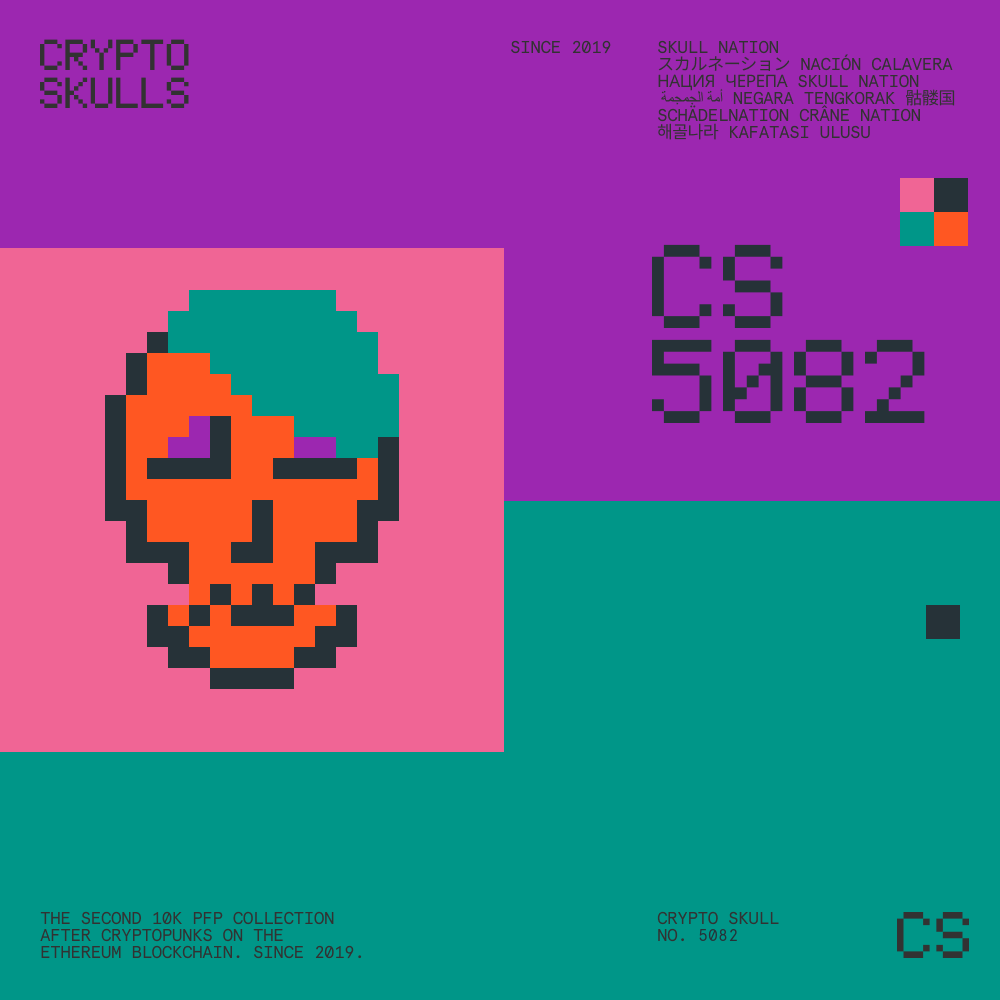 CRYPTO
SKULLS
SINCE 2019
SKULL NATION
スカルネーション NACIÓN CALAVERA
НАЦИЯ ЧЕРЕПА SKULL NATION
أمة الجمجمة NEGARA TENGKORAK 骷髅国
SCHÄDELNATION CRÂNE NATION
해골나라 KAFATASI ULUSU
CS
5082
THE SECOND 10K PFP COLLECTION
AFTER CRYPTOPUNKS ON THE
ETHEREUM BLOCKCHAIN. SINCE 2019.
CRYPTO SKULL
NO. 5082
CS